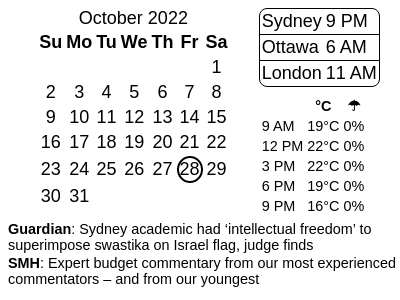 October 2022
Su Mo Tu We Th Fr Sa
1
2 3 4 5 6 7 8
9 10 11 12 13 14 15
16 17 18 19 20 21 22
23 24 25 26 27 28 29
30 31
Sydney 9 PM
Ottawa 6 AM
London 11 AM
°C ☂
9 AM 19°C 0%
12 PM 22°C 0%
3 PM 22°C 0%
6 PM 19°C 0%
9 PM 16°C 0%
Guardian: Sydney academic had ‘intellectual freedom’ to
superimpose swastika on Israel flag, judge finds
SMH: Expert budget commentary from our most experienced
commentators – and from our youngest